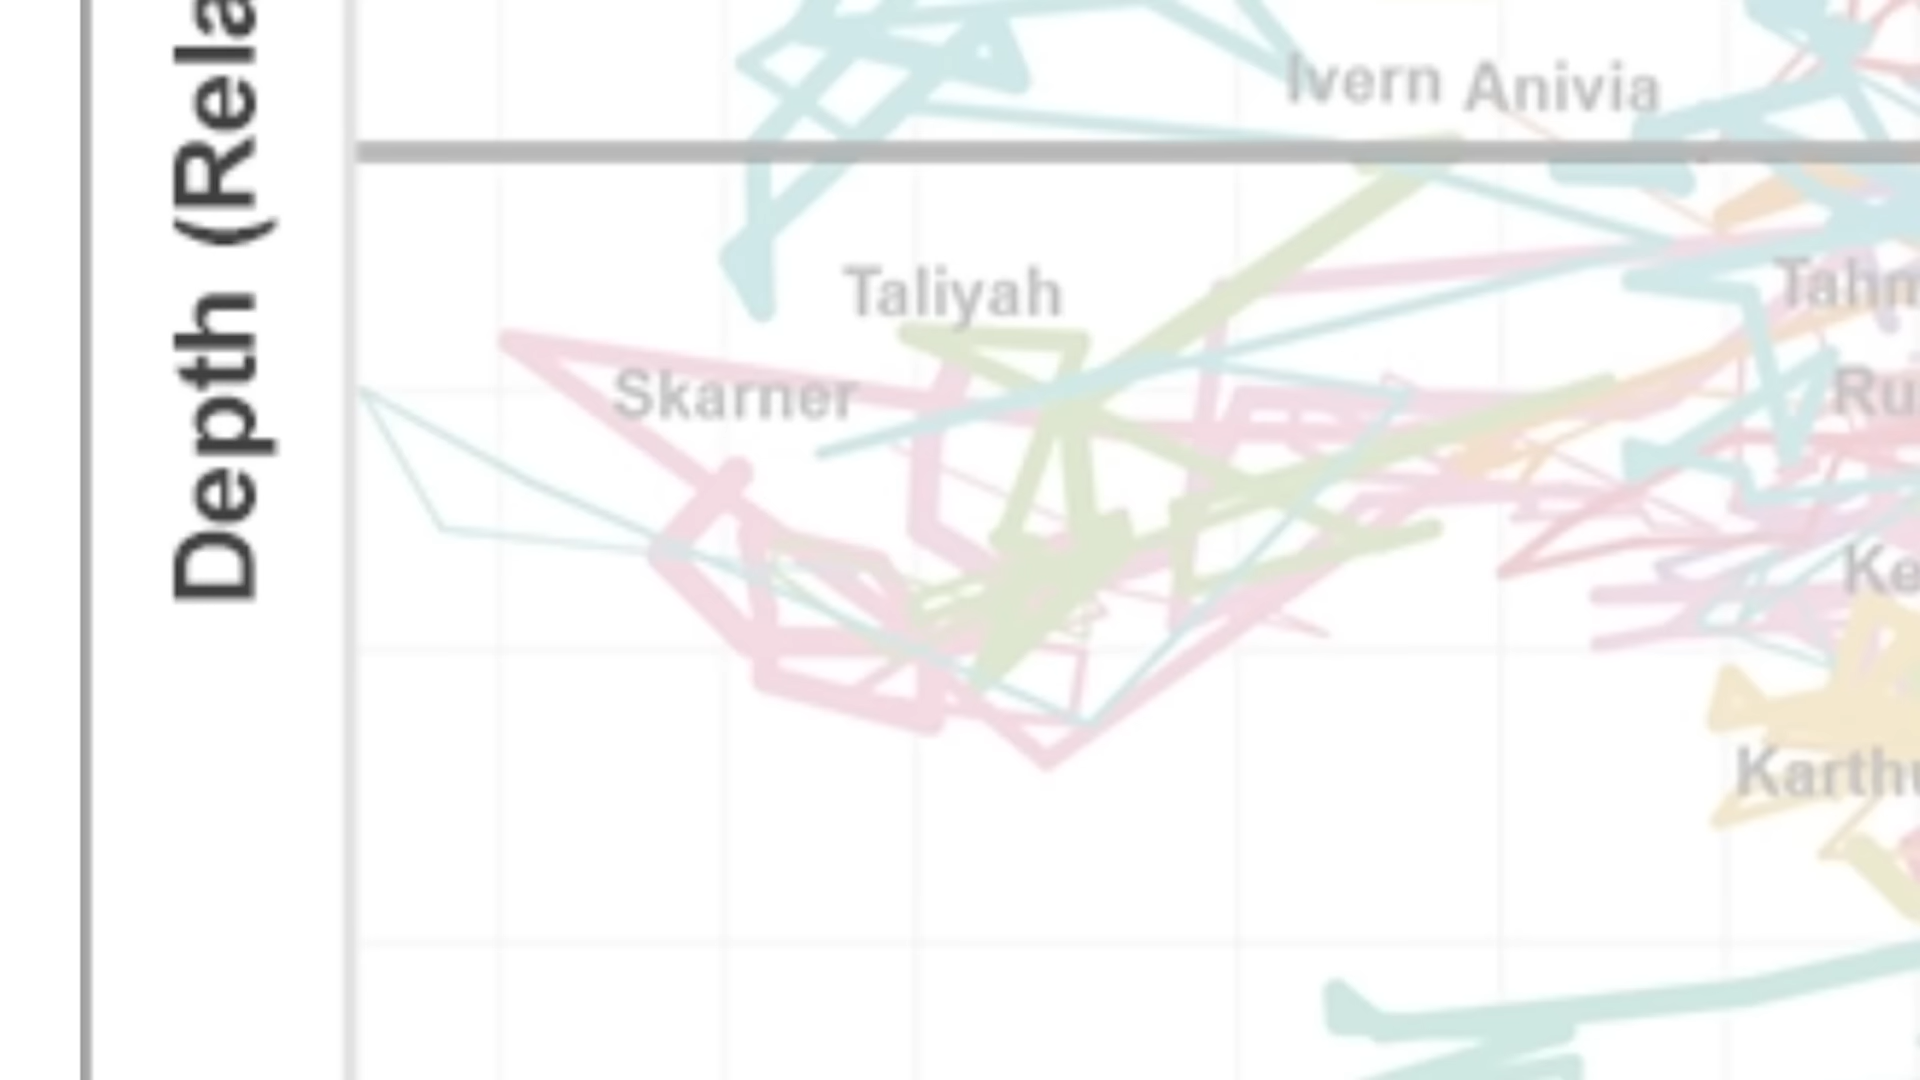 Depth (Rela
Ivern Anivia
Taliyah
Tahm
Skarner
Ru
Ke
Karthu